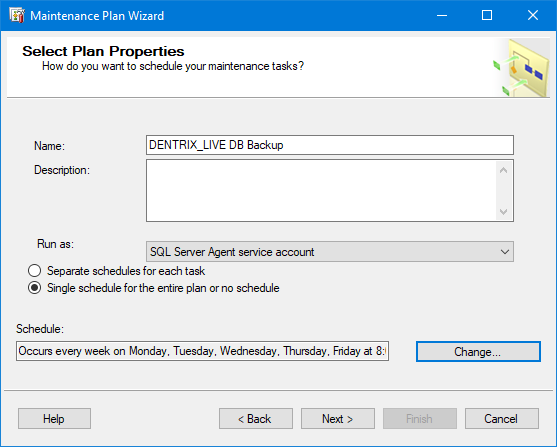 Maintenance Plan Wizard
Select Plan Properties
How do you want to schedule your maintenance tasks?
Name:
DENTRIX_LIVE DB Backup
Description:
Run as:
SQL Server Agent service account
Separate schedules for each task
Single schedule for the entire plan or no schedule
Schedule:
Occurs every week on Monday, Tuesday, Wednesday, Thursday, Friday at 8:
Change...
Help
< Back
Next >
Finish
Cancel